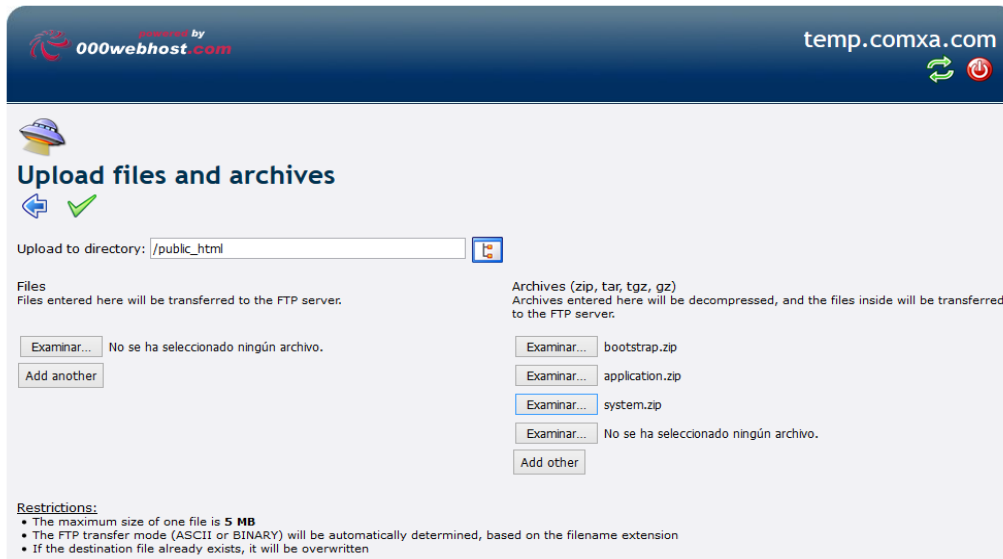 powered by
000webhost.com
temp.comxa.com
Upload files and archives
Upload to directory: /public_html
Files
Files entered here will be transferred to the FTP server.
Examinar... No se ha seleccionado ningún archivo.
Add another
Archives (zip, tar, tgz, gz)
Archives entered here will be decompressed, and the files inside will be transferred
to the FTP server.
Examinar... bootstrap.zip
Examinar... application.zip
Examinar... system.zip
Examinar... No se ha seleccionado ningún archivo.
Add other
Restrictions:
• The maximum size of one file is 5 MB
• The FTP transfer mode (ASCII or BINARY) will be automatically determined, based on the filename extension
• If the destination file already exists, it will be overwritten